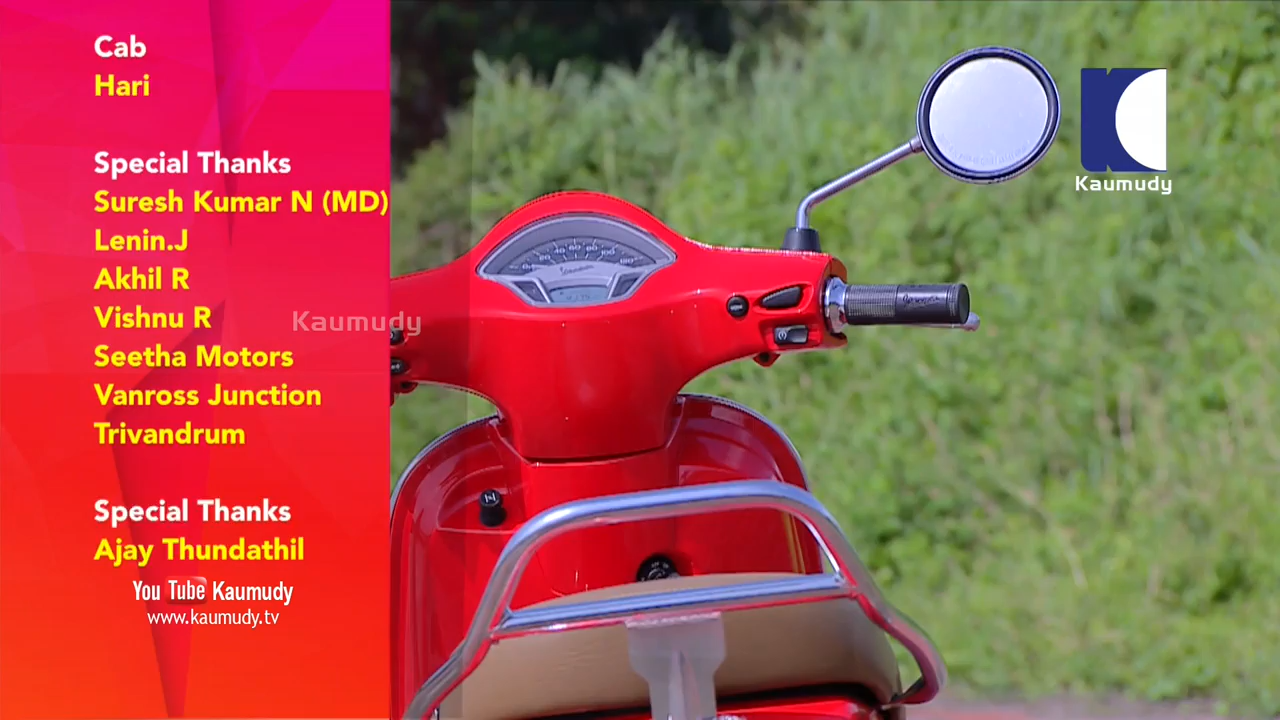 Cab
Hari
Special Thanks
Suresh Kumar N (MD)
Lenin.J
Akhil R
Vishnu R
Seetha Motors
Vanross Junction
Trivandrum
Special Thanks
Ajay Thundathil
You Tube Kaumudy
www.kaumudy.tv
Kaumudy
Kaumudy